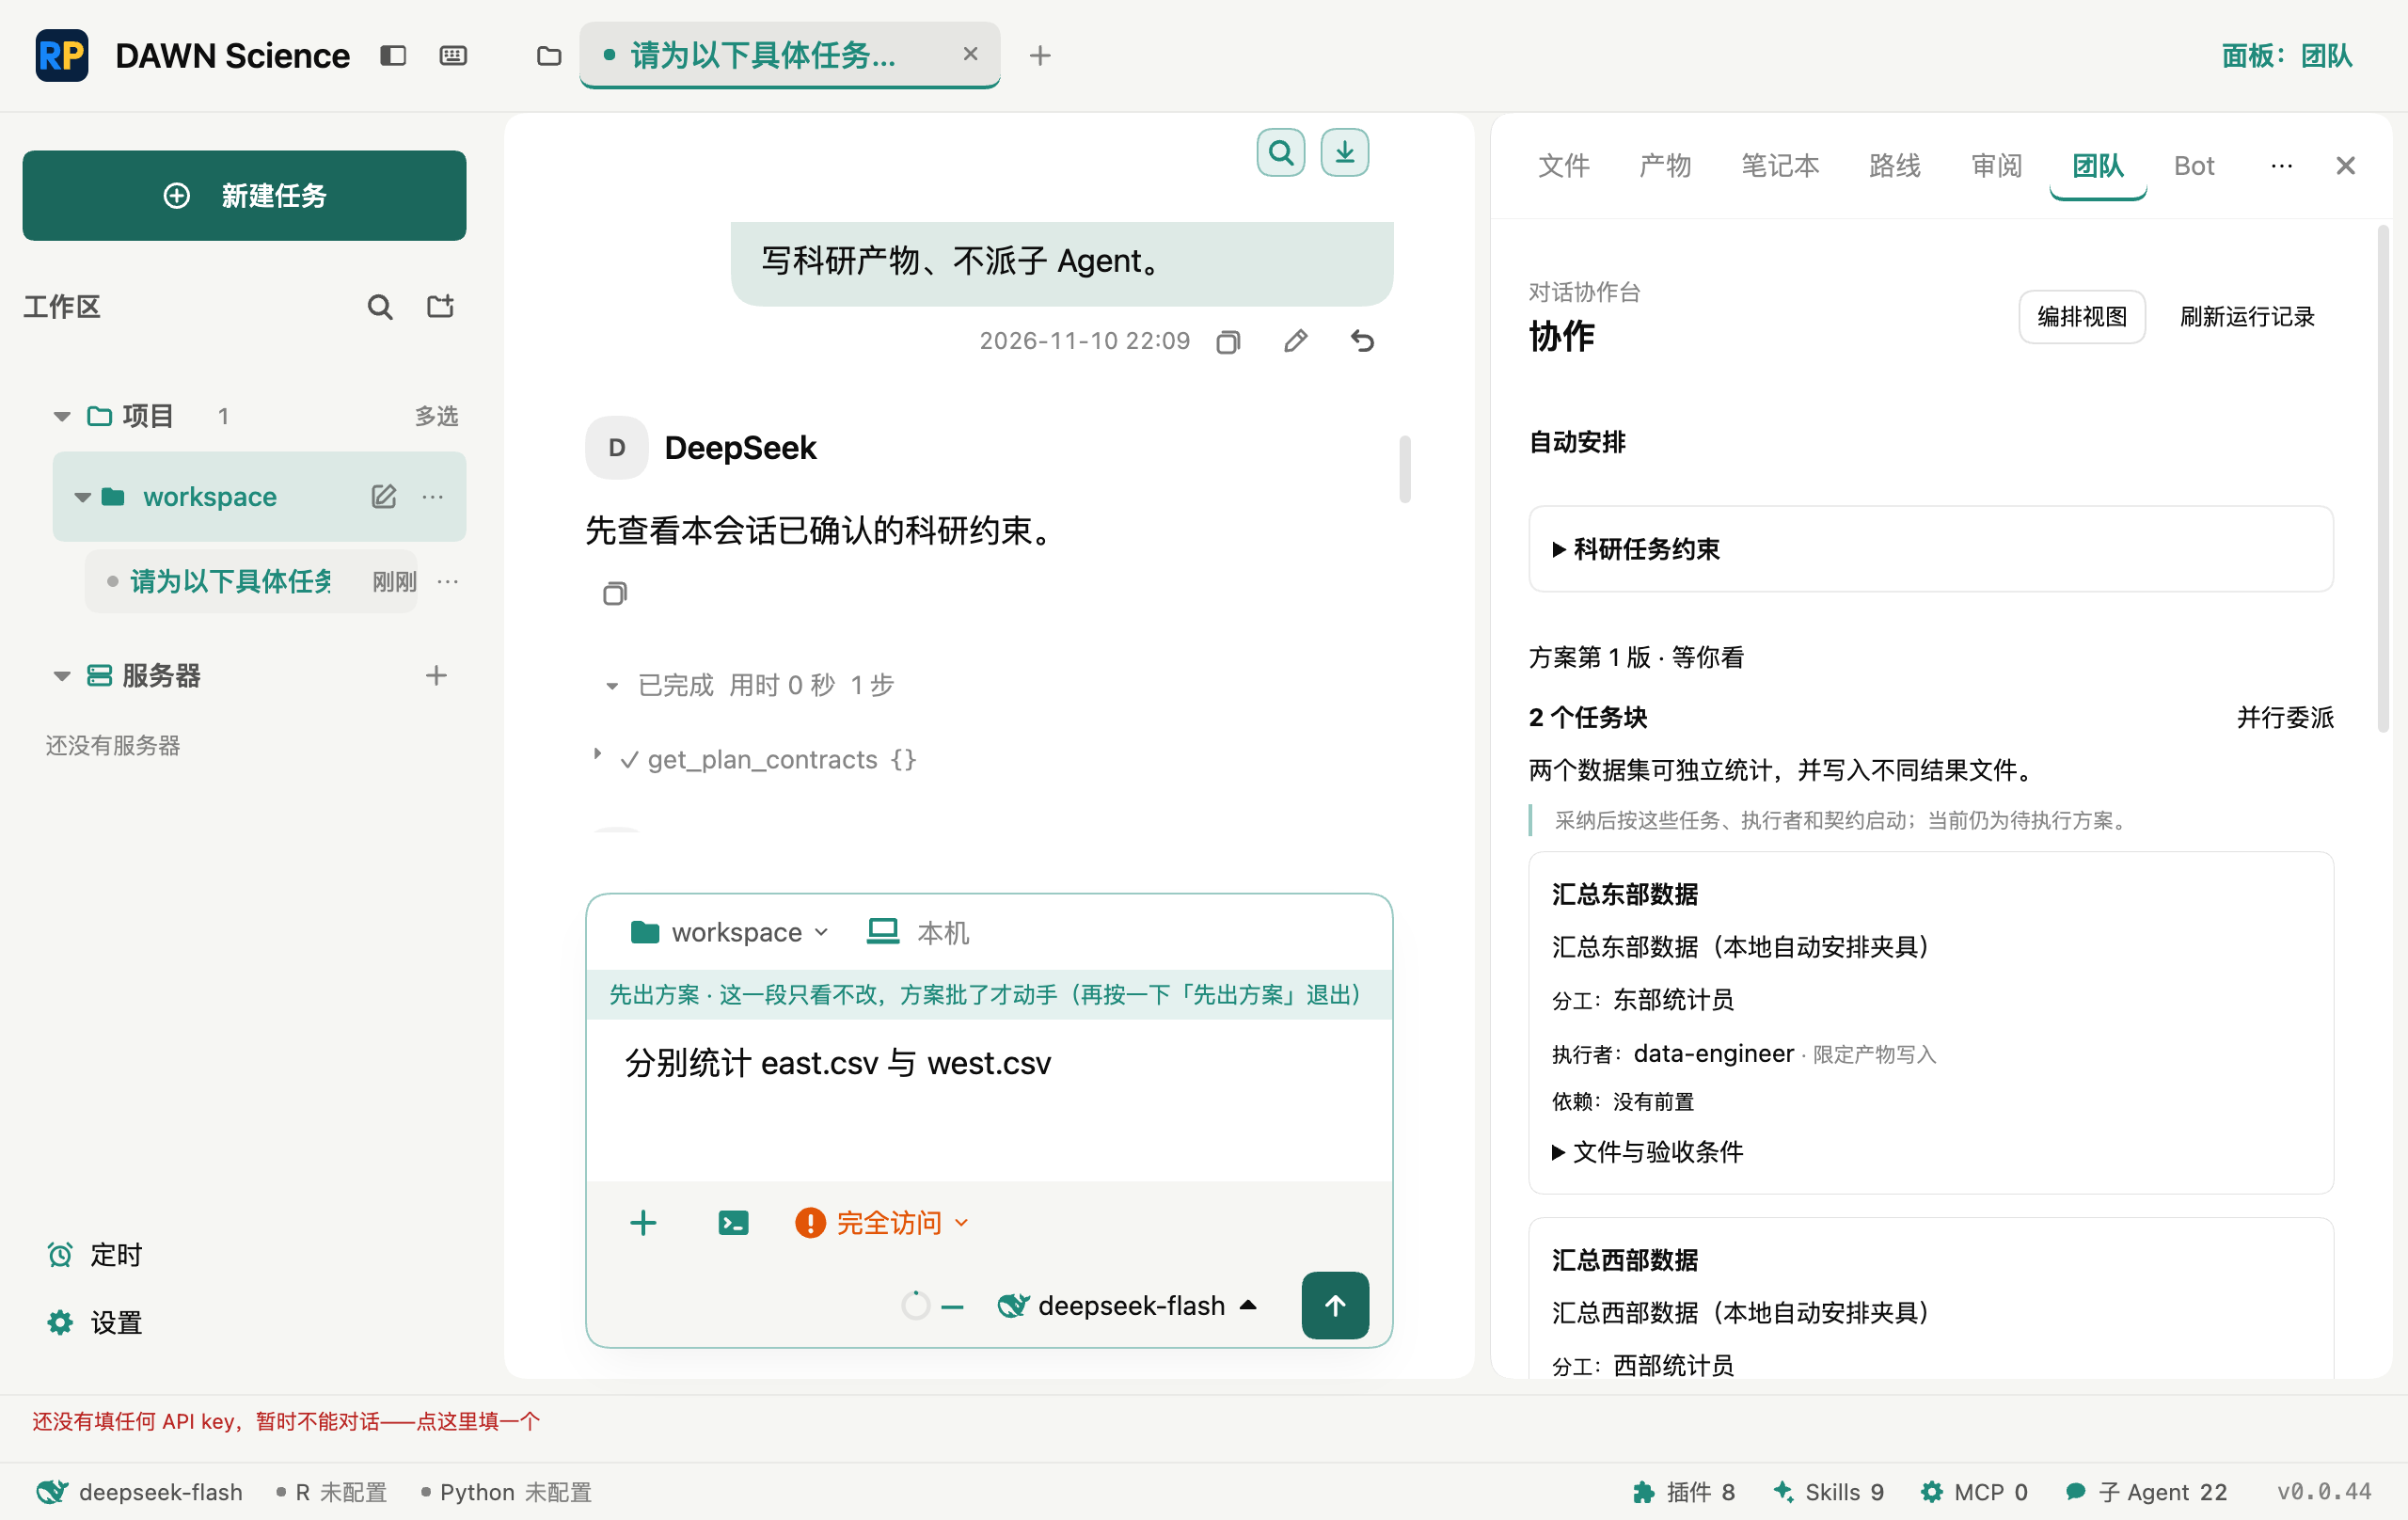 RP DAWN Science
请为以下具体任务...
面板：团队
新建任务
工作区
项目 1 多选
workspace
请为以下具体任务 刚刚
服务器
还没有服务器
定时
设置
写科研产物、不派子 Agent。
2026-11-10 22:09
D DeepSeek
先查看本会话已确认的科研约束。
已完成 用时 0 秒 1 步
get_plan_contracts {}
workspace 本机
先出方案 · 这一段只看不改，方案批了才动手（再按一下「先出方案」退出）
分别统计 east.csv 与 west.csv
完全访问
deepseek-flash
文件 产物 笔记本 路线 审阅 团队 Bot
对话协作台
协作
编排视图 刷新运行记录
自动安排
科研任务约束
方案第 1 版 · 等你看
2 个任务块 并行委派
两个数据集可独立统计，并写入不同结果文件。
采纳后按这些任务、执行者和契约启动；当前仍为待执行方案。
汇总东部数据
汇总东部数据（本地自动安排夹具）
分工：东部统计员
执行者：data-engineer · 限定产物写入
依赖：没有前置
文件与验收条件
汇总西部数据
汇总西部数据（本地自动安排夹具）
分工：西部统计员
还没有填任何 API key，暂时不能对话——点这里填一个
deepseek-flash R 未配置 Python 未配置
插件 8 Skills 9 MCP 0 子 Agent 22 v0.0.44